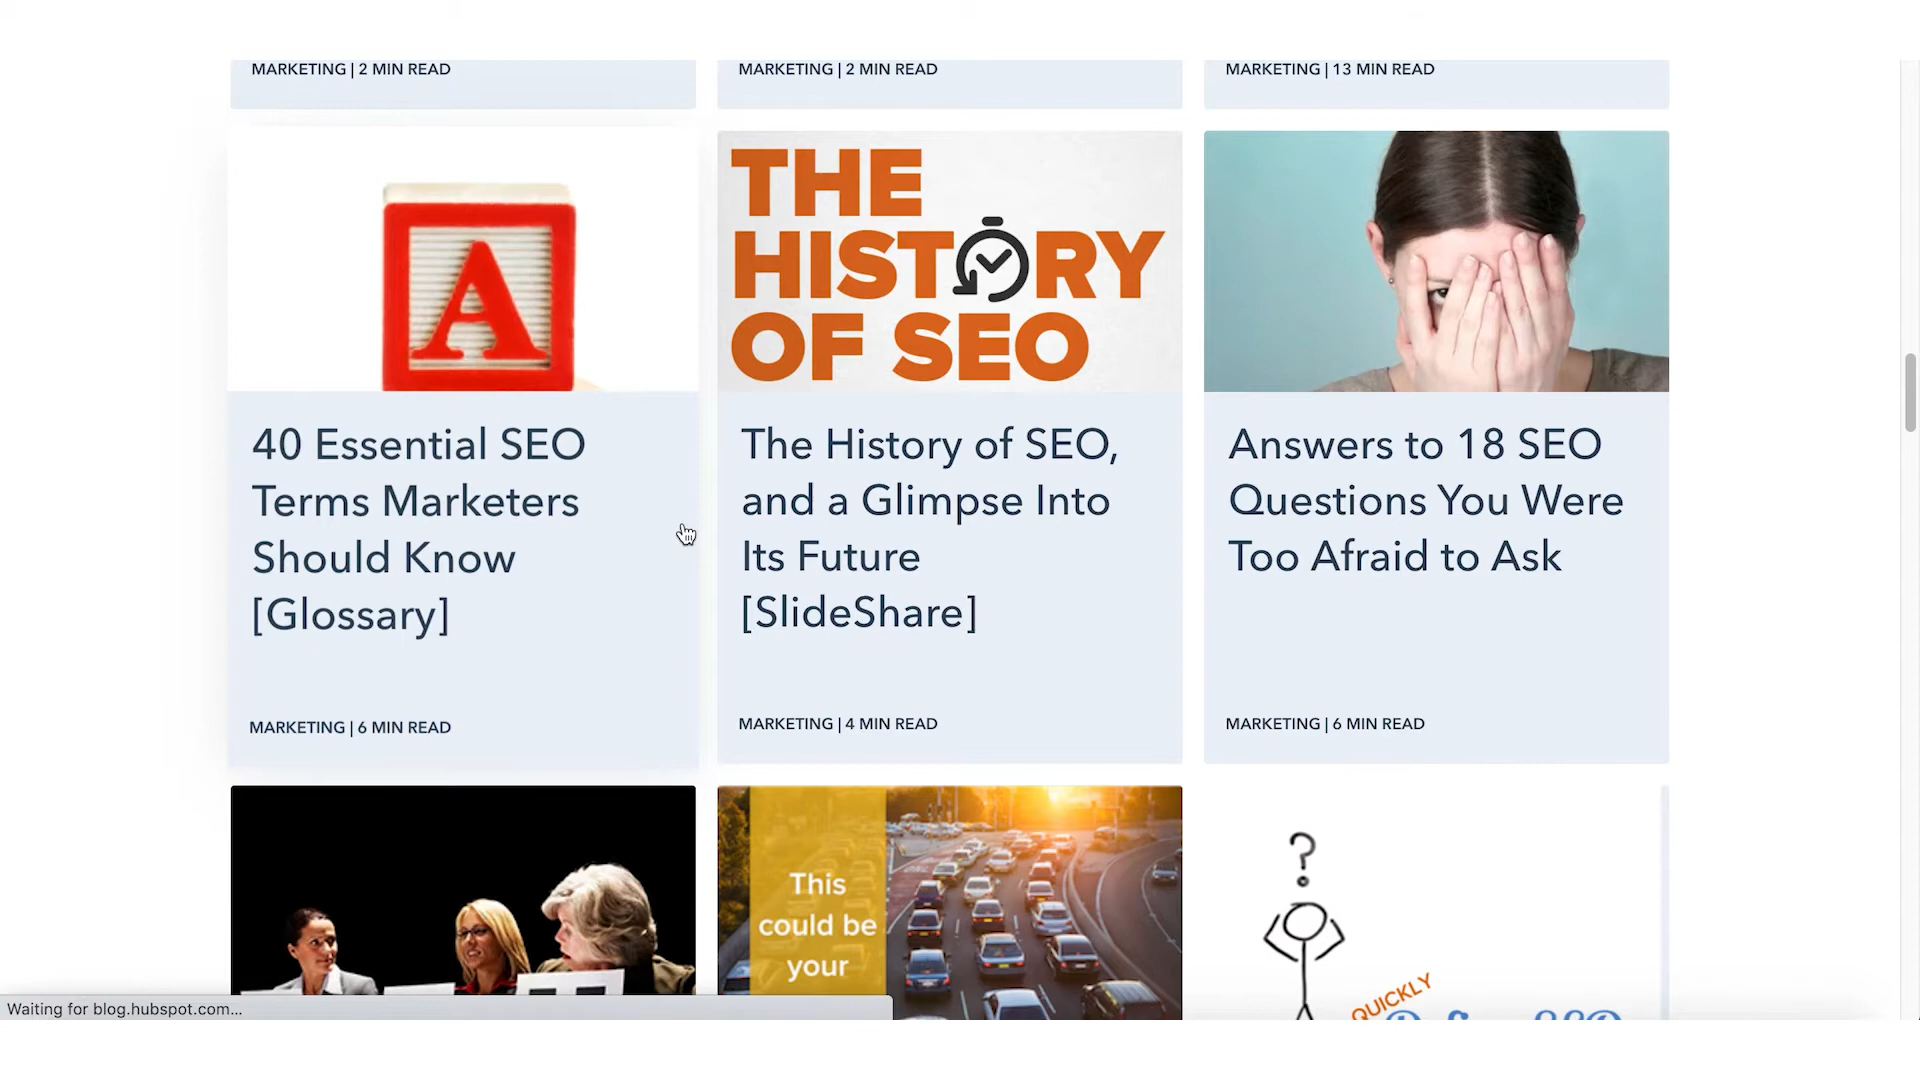 MARKETING | 2 MIN READ
MARKETING | 2 MIN READ
MARKETING | 13 MIN READ
A
THE
HISTORY
OF SEO
40 Essential SEO
Terms Marketers
Should Know
[Glossary]
MARKETING | 6 MIN READ
The History of SEO,
and a Glimpse Into
Its Future
[SlideShare]
MARKETING | 4 MIN READ
Answers to 18 SEO
Questions You Were
Too Afraid to Ask
MARKETING | 6 MIN READ
This
could be
your
?
QUICKLY
Waiting for blog.hubspot.com...